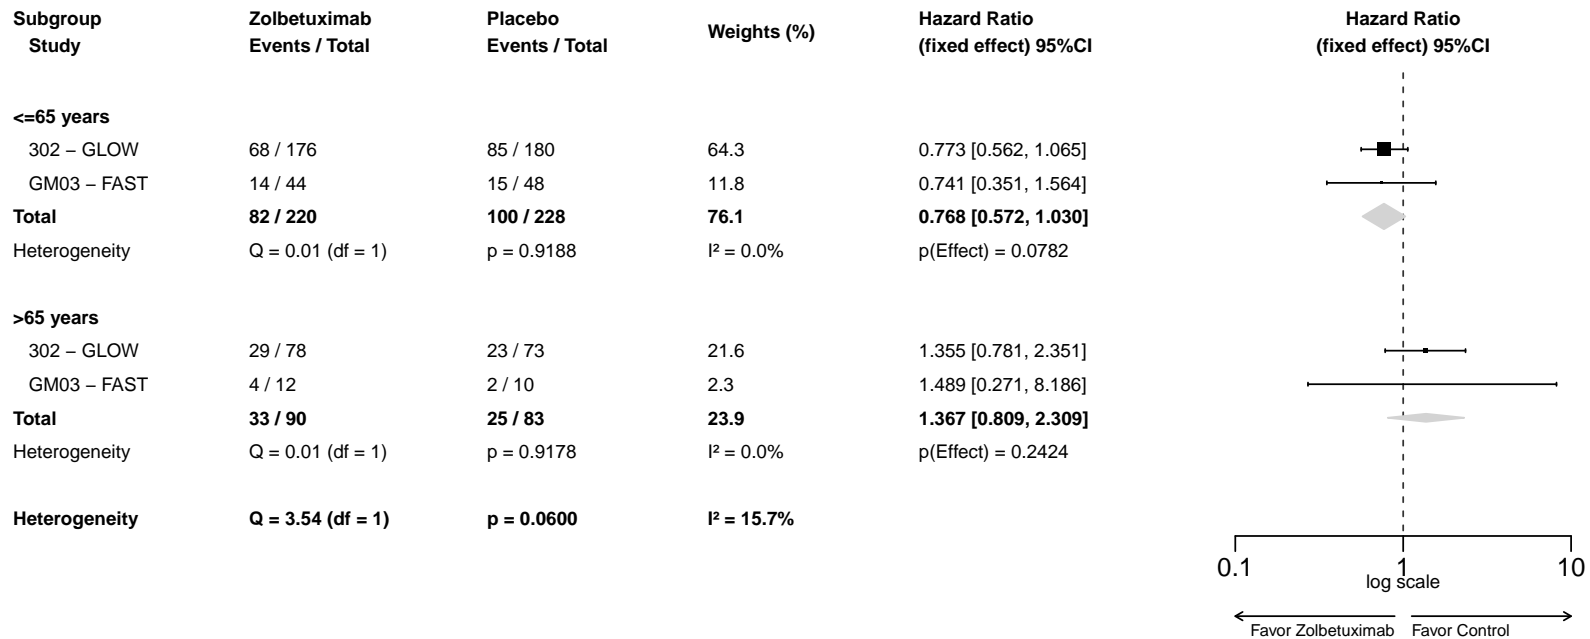 Subgroup Zolbetuximab Placebo Weights (%) Hazard Ratio Hazard Ratio
Study Events / Total Events / Total (fixed effect) 95%CI (fixed effect) 95%CI
<=65 years
302 – GLOW 68 / 176 85 / 180 64.3 0.773 [0.562, 1.065]
GM03 – FAST 14 / 44 15 / 48 11.8 0.741 [0.351, 1.564]
Total 82 / 220 100 / 228 76.1 0.768 [0.572, 1.030]
Heterogeneity Q = 0.01 (df = 1) p = 0.9188 I² = 0.0% p(Effect) = 0.0782
>65 years
302 – GLOW 29 / 78 23 / 73 21.6 1.355 [0.781, 2.351]
GM03 – FAST 4 / 12 2 / 10 2.3 1.489 [0.271, 8.186]
Total 33 / 90 25 / 83 23.9 1.367 [0.809, 2.309]
Heterogeneity Q = 0.01 (df = 1) p = 0.9178 I² = 0.0% p(Effect) = 0.2424
Heterogeneity Q = 3.54 (df = 1) p = 0.0600 I² = 15.7%
0.1 1 10
log scale
Favor Zolbetuximab Favor Control